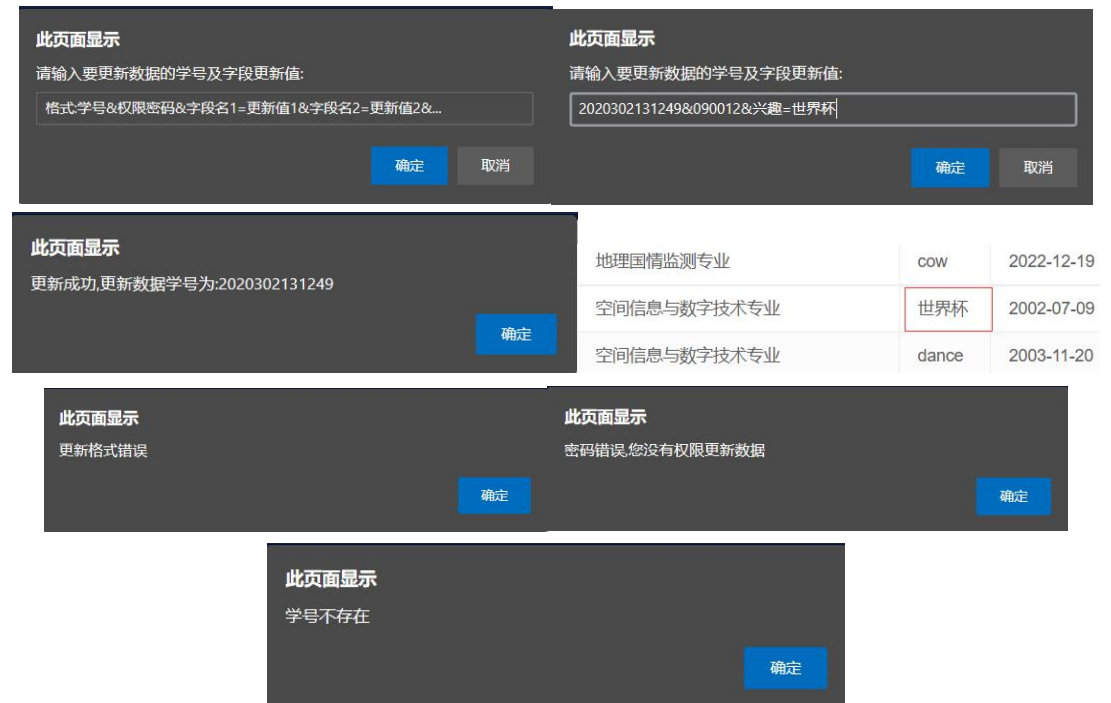 此页面显示
请输入要更新数据的学号及字段更新值:
格式:学号&权限密码&字段名1=更新值1&字段名2=更新值2&...
确定 取消
此页面显示
请输入要更新数据的学号及字段更新值:
2020302131249&090012&兴趣=世界杯
确定 取消
此页面显示
更新成功,更新数据学号为:2020302131249
确定
地理国情监测专业 cow 2022-12-19
空间信息与数字技术专业 世界杯 2002-07-09
空间信息与数字技术专业 dance 2003-11-20
此页面显示
更新格式错误
确定
此页面显示
密码错误,您没有权限更新数据
确定
此页面显示
学号不存在
确定